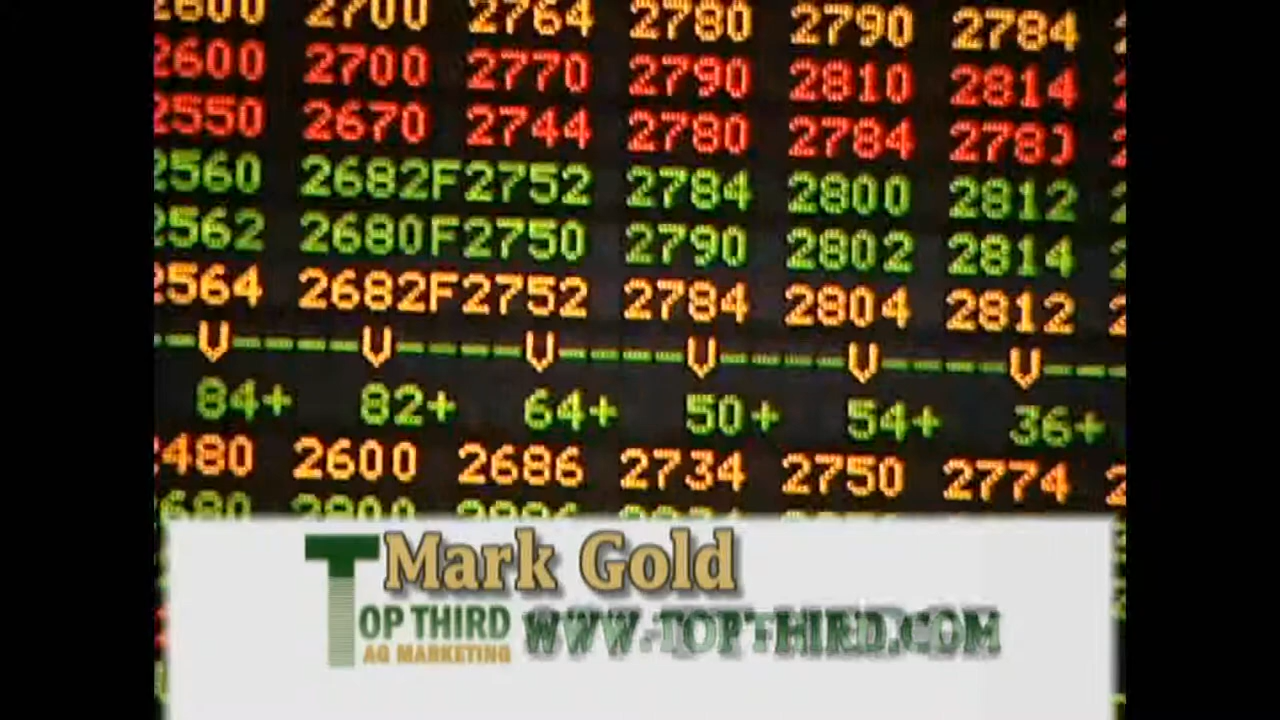 2800 2700 2764 2780 2790 2784
2600 2700 2770 2790 2810 2814
2550 2670 2744 2780 2784 278
2560 2682F2752 2784 2800 2812
2562 2680F2750 2790 2802 2814
2564 2682F2752 2784 2804 2812
V V V V V V
84+ 82+ 64+ 50+ 54+ 36+
2480 2600 2686 2734 2750 2774
Mark Gold
TOP THIRD
AG MARKETING
WWW.TOPTHIRD.COM